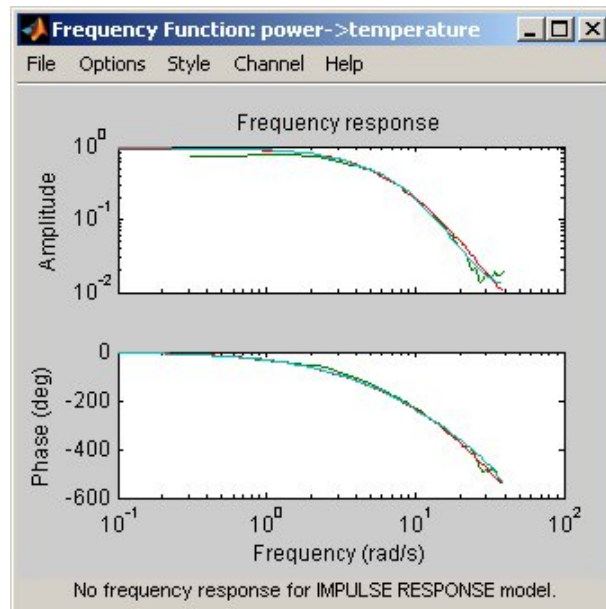 Frequency Function: power->temperature
File Options Style Channel Help
Frequency response
Amplitude
10^0
10^-1
10^-2
Phase (deg)
0
-200
-400
-600
10^-1 10^0 10^1 10^2
Frequency (rad/s)
No frequency response for IMPULSE RESPONSE model.